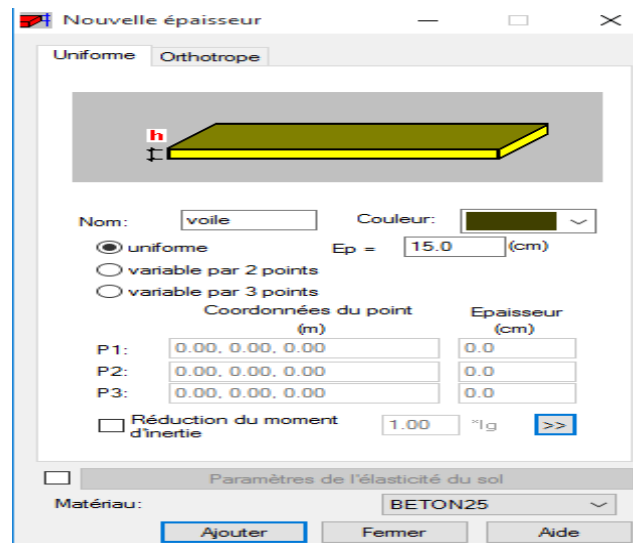 Nouvelle épaisseur
Uniforme Orthotrope
h
Nom: voile Couleur:
uniforme Ep = 15.0 (cm)
variable par 2 points
variable par 3 points
Coordonnées du point Epaisseur
(m) (cm)
P1: 0.00, 0.00, 0.00 0.0
P2: 0.00, 0.00, 0.00 0.0
P3: 0.00, 0.00, 0.00 0.0
Réduction du moment d'inertie 1.00 *Ig >>
Paramètres de l'élasticité du sol
Matériau: BETON25
Ajouter Fermer Aide